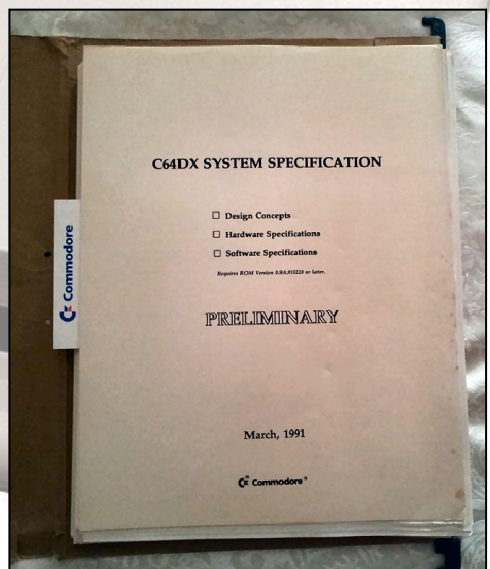 C64DX SYSTEM SPECIFICATION
Design Concepts
Hardware Specifications
Software Specifications
Requires ROM Version 0.9A.910228 or later.
PRELIMINARY
March, 1991
Commodore®
Commodore